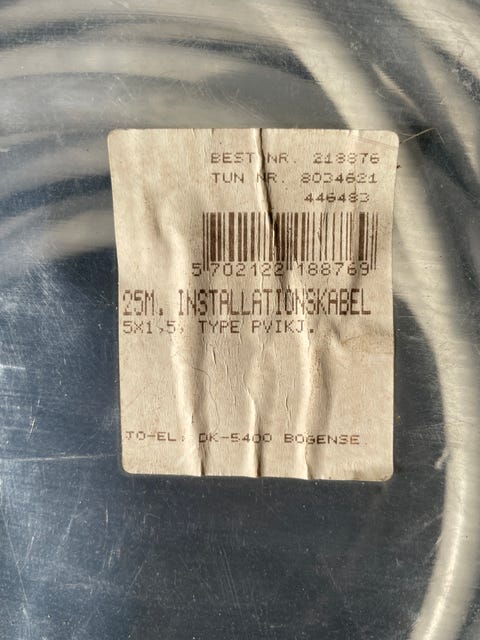 BEST NR. 218876
TUN NR. 8034621
446483
5 702122 188769
25M. INSTALLATIONSKABEL
5X1,5, TYPE PVIKJ.
JO-EL, DK-5400 BOGENSE.